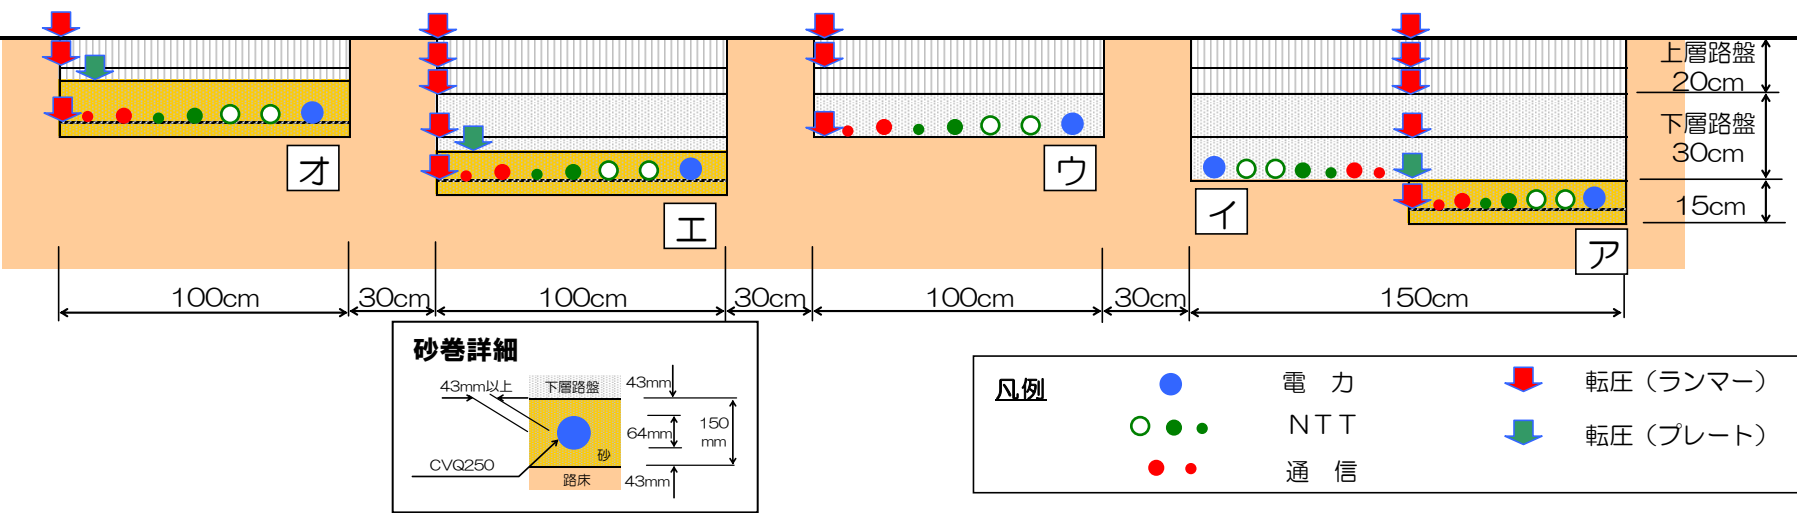 上層路盤
20cm
下層路盤
30cm
15cm
オ
エ
ウ
イ
ア
100cm
30cm
100cm
30cm
100cm
30cm
150cm
砂巻詳細
43mm以上
下層路盤
43mm
64mm
150
mm
砂
CVQ250
路床
43mm
凡例
電 力
転圧（ランマー）
NTT
転圧（プレート）
通 信